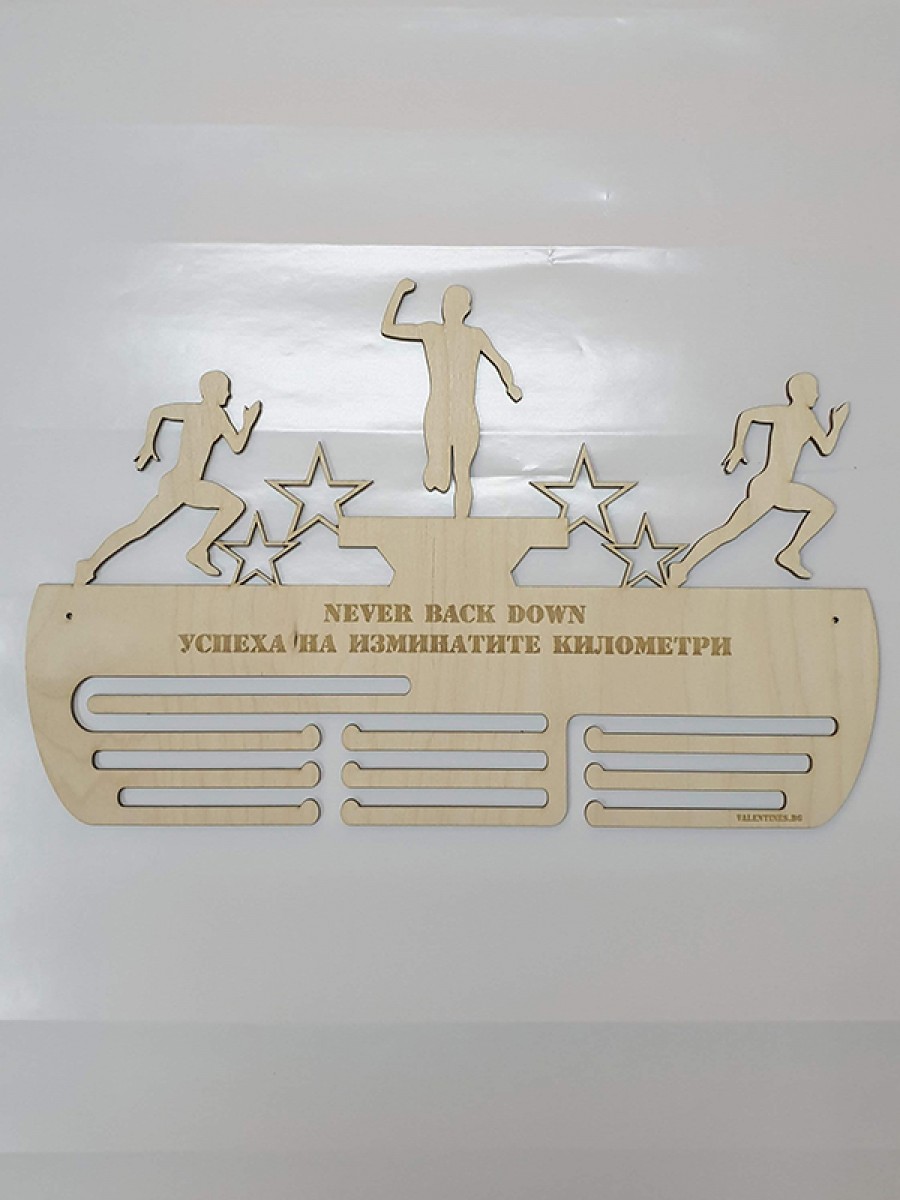 NEVER BACK DOWN
УСПЕХА НА ИЗМИНАТИТЕ КИЛОМЕТРИ
VALENTINES.BG